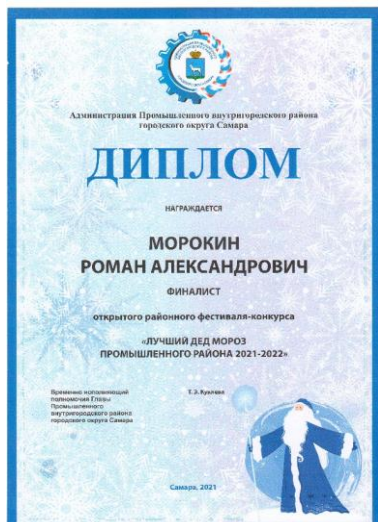 Администрация Промышленного внутригородского района
городского округа Самара
ДИПЛОМ
НАГРАЖДАЕТСЯ
МОРОКИН
РОМАН АЛЕКСАНДРОВИЧ
ФИНАЛИСТ
открытого районного фестиваля-конкурса
«ЛУЧШИЙ ДЕД МОРОЗ
ПРОМЫШЛЕННОГО РАЙОНА 2021-2022»
Временно исполняющий
полномочия Главы
Промышленного
внутригородского района
городского округа Самара
Т. Э.
Самара, 2021